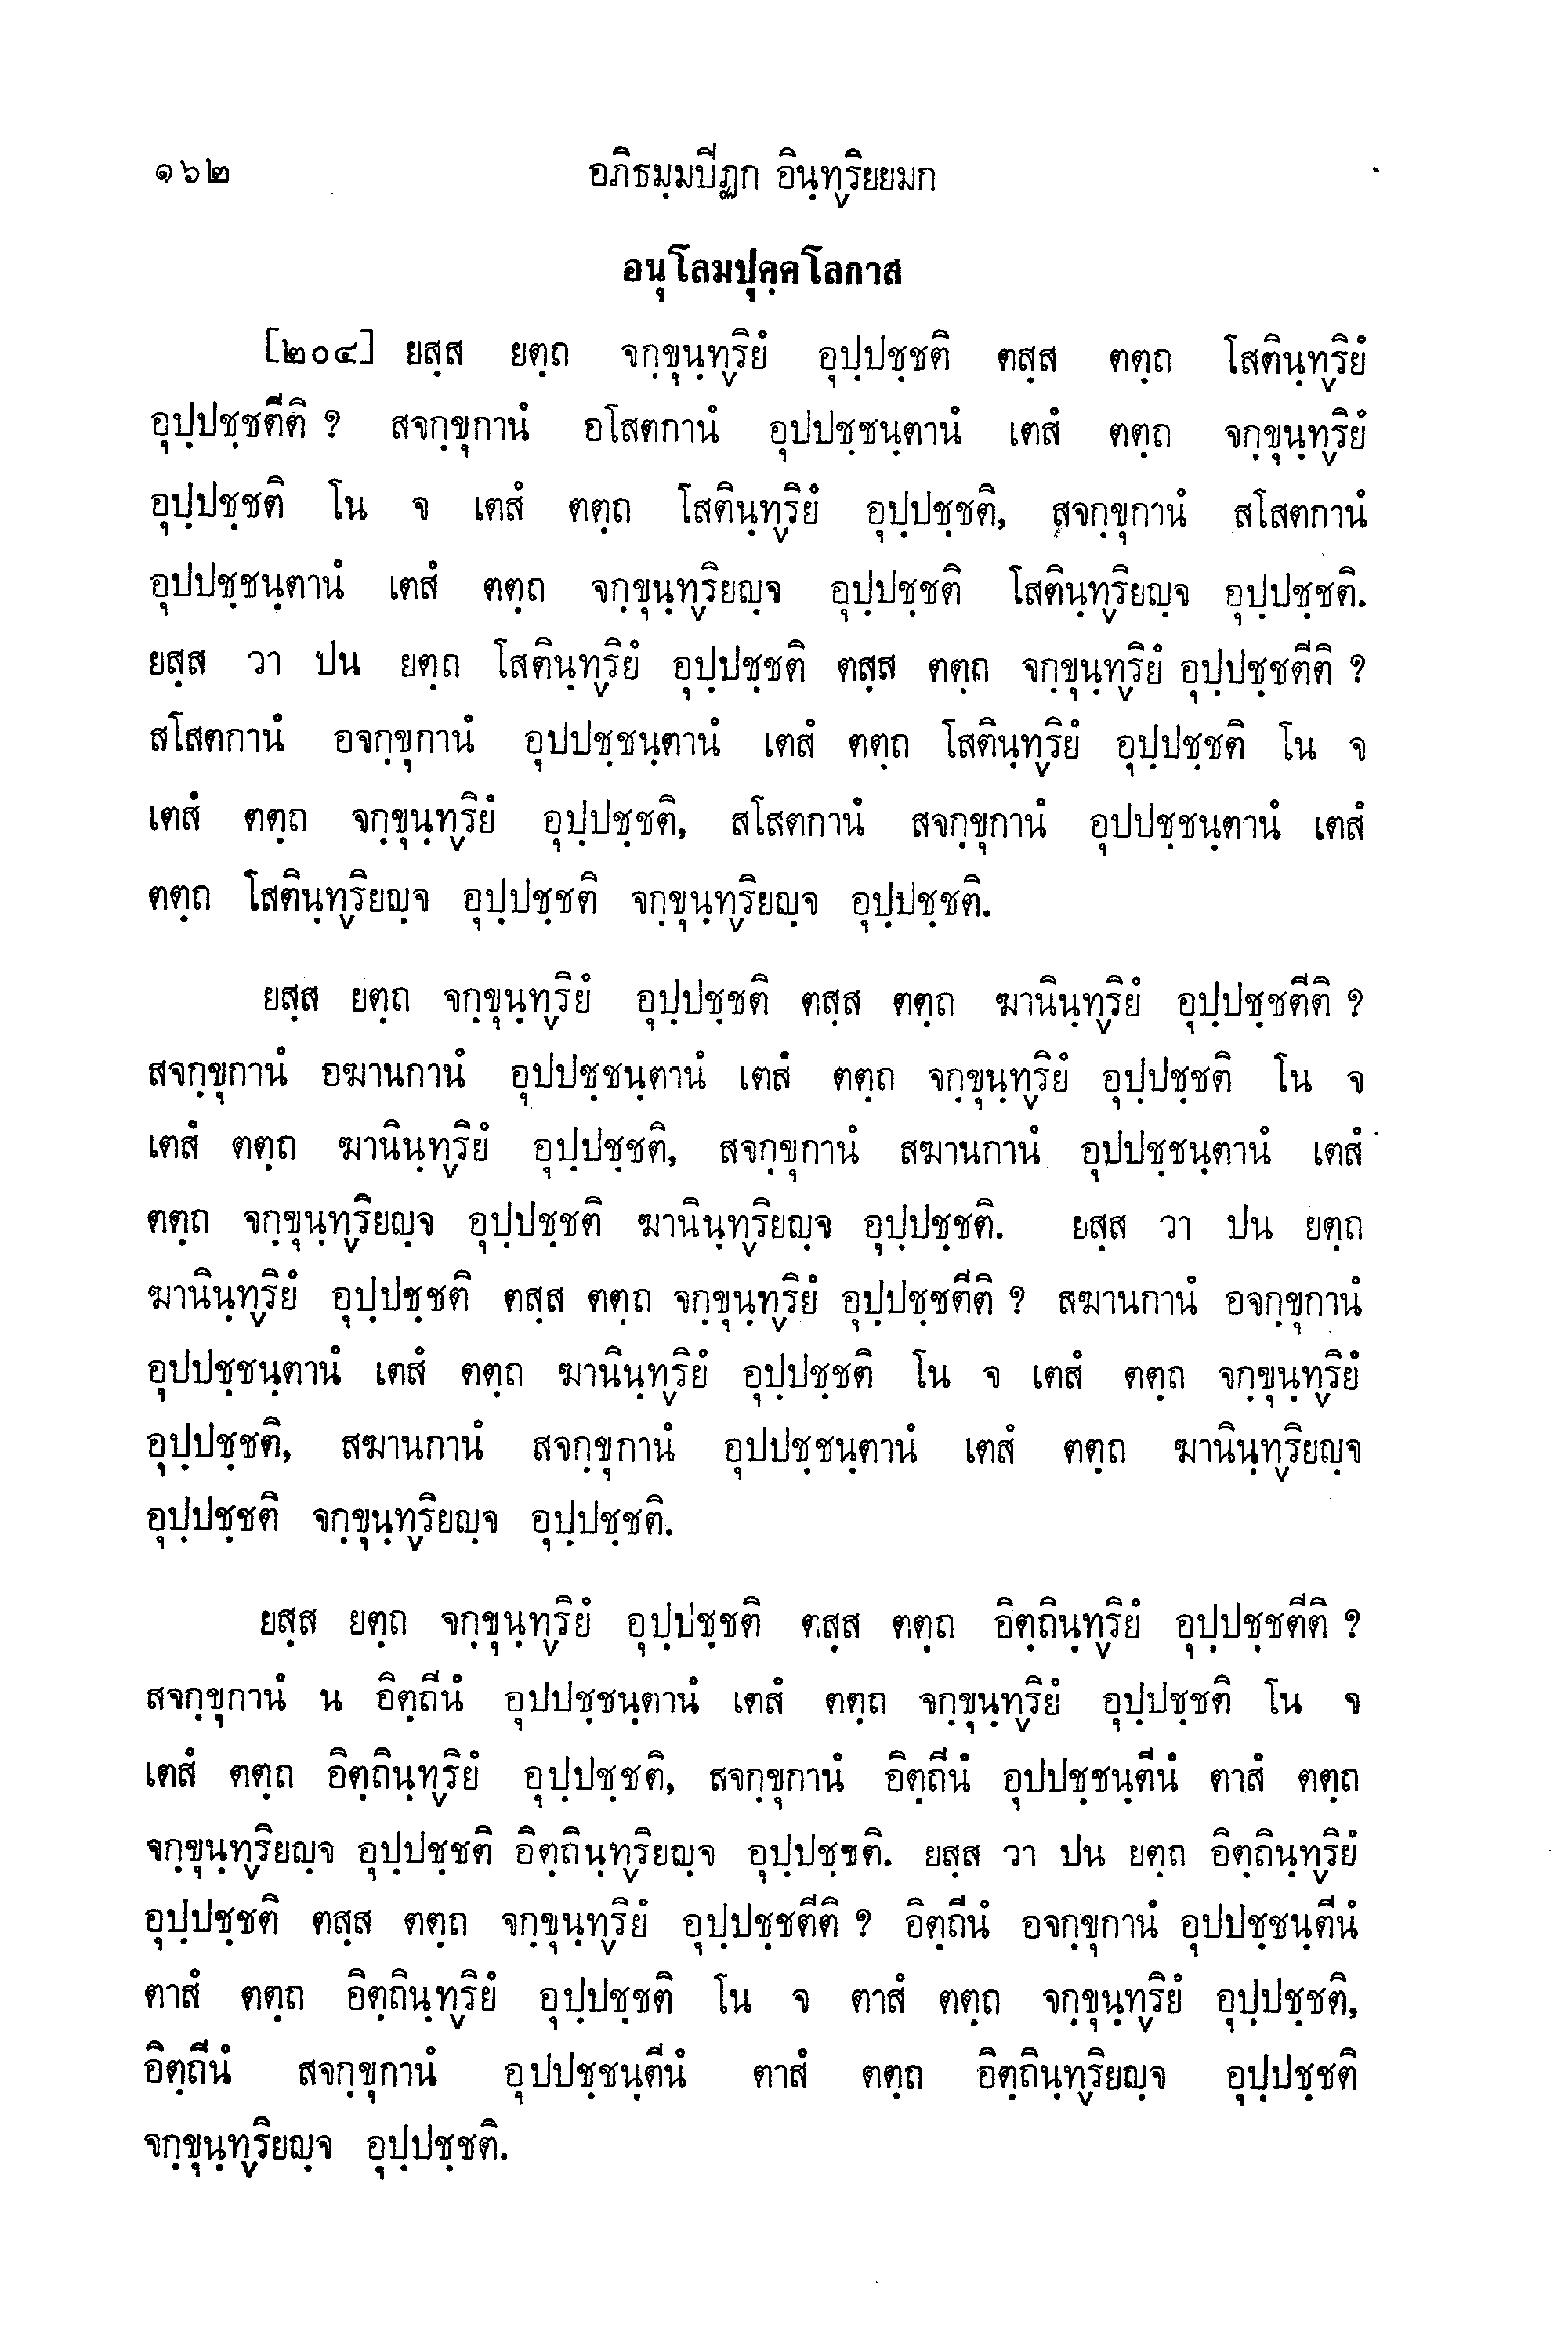 ๑๖๒ อภิธมฺมปีฏก อินฺทฺริยยมก
อนุโลมปุคฺคโลกาส
[๒๐๔] ยสฺส ยตฺถ จกฺขุนฺทฺริยํ อุปฺปชฺชติ ตสฺส ตตฺถ โสตินฺทฺริยํ
อุปฺปชฺชตีติ ? สจกฺขุกานํ อโสตกานํ อุปปชฺชนฺตานํ เตสํ ตตฺถ จกฺขุนฺทฺริยํ
อุปฺปชฺชติ โน จ เตสํ ตตฺถ โสตินฺทฺริยํ อุปฺปชฺชติ, สจกฺขุกานํ สโสตกานํ
อุปปชฺชนฺตานํ เตสํ ตตฺถ จกฺขุนฺทฺริยญฺจ อุปฺปชฺชติ โสตินฺทฺริยญฺจ อุปฺปชฺชติ.
ยสฺส วา ปน ยตฺถ โสตินฺทฺริยํ อุปฺปชฺชติ ตสฺส ตตฺถ จกฺขุนฺทฺริยํ อุปฺปชฺชตีติ ?
สโสตกานํ อจกฺขุกานํ อุปปชฺชนฺตานํ เตสํ ตตฺถ โสตินฺทฺริยํ อุปฺปชฺชติ โน จ
เตสํ ตตฺถ จกฺขุนฺทฺริยํ อุปฺปชฺชติ, สโสตกานํ สจกฺขุกานํ อุปปชฺชนฺตานํ เตสํ
ตตฺถ โสตินฺทฺริยญฺจ อุปฺปชฺชติ จกฺขุนฺทฺริยญฺจ อุปฺปชฺชติ.
ยสฺส ยตฺถ จกฺขุนฺทฺริยํ อุปฺปชฺชติ ตสฺส ตตฺถ ฆานินฺทฺริยํ อุปฺปชฺชตีติ ?
สจกฺขุกานํ อฆานกานํ อุปปชฺชนฺตานํ เตสํ ตตฺถ จกฺขุนฺทฺริยํ อุปฺปชฺชติ โน จ
เตสํ ตตฺถ ฆานินฺทฺริยํ อุปฺปชฺชติ, สจกฺขุกานํ สฆานกานํ อุปปชฺชนฺตานํ เตสํ
ตตฺถ จกฺขุนฺทฺริยญฺจ อุปฺปชฺชติ ฆานินฺทฺริยญฺจ อุปฺปชฺชติ. ยสฺส วา ปน ยตฺถ
ฆานินฺทฺริยํ อุปฺปชฺชติ ตสฺส ตตฺถ จกฺขุนฺทฺริยํ อุปฺปชฺชตีติ ? สฆานกานํ อจกฺขุกานํ
อุปปชฺชนฺตานํ เตสํ ตตฺถ ฆานินฺทฺริยํ อุปฺปชฺชติ โน จ เตสํ ตตฺถ จกฺขุนฺทฺริยํ
อุปฺปชฺชติ, สฆานกานํ สจกฺขุกานํ อุปปชฺชนฺตานํ เตสํ ตตฺถ ฆานินฺทฺริยญฺจ
อุปฺปชฺชติ จกฺขุนฺทฺริยญฺจ อุปฺปชฺชติ.
ยสฺส ยตฺถ จกฺขุนฺทฺริยํ อุปฺปชฺชติ ตสฺส ตตฺถ อิตฺถินฺทฺริยํ อุปฺปชฺชตีติ ?
สจกฺขุกานํ น อิตฺถีนํ อุปปชฺชนฺตานํ เตสํ ตตฺถ จกฺขุนฺทฺริยํ อุปฺปชฺชติ โน จ
เตสํ ตตฺถ อิตฺถินฺทฺริยํ อุปฺปชฺชติ, สจกฺขุกานํ อิตฺถีนํ อุปปชฺชนฺตีนํ ตาสํ ตตฺถ
จกฺขุนฺทฺริยญฺจ อุปฺปชฺชติ อิตฺถินฺทฺริยญฺจ อุปฺปชฺชติ. ยสฺส วา ปน ยตฺถ อิตฺถินฺทฺริยํ
อุปฺปชฺชติ ตสฺส ตตฺถ จกฺขุนฺทฺริยํ อุปฺปชฺชตีติ ? อิตฺถีนํ อจกฺขุกานํ อุปปชฺชนฺตีนํ
ตาสํ ตตฺถ อิตฺถินฺทฺริยํ อุปฺปชฺชติ โน จ ตาสํ ตตฺถ จกฺขุนฺทฺริยํ อุปฺปชฺชติ,
อิตฺถีนํ สจกฺขุกานํ อุปปชฺชนฺตีนํ ตาสํ ตตฺถ อิตฺถินฺทฺริยญฺจ อุปฺปชฺชติ
จกฺขุนฺทฺริยญฺจ อุปฺปชฺชติ.